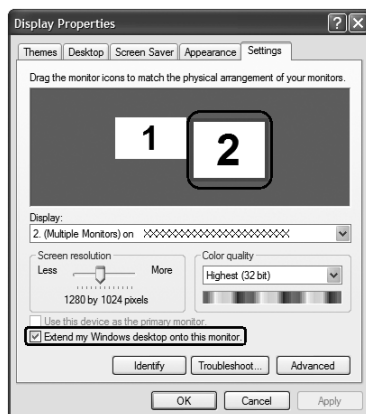 Display Properties
Themes Desktop Screen Saver Appearance Settings
Drag the monitor icons to match the physical arrangement of your monitors.
1 2
Display:
2. (Multiple Monitors) on XXXXXXXXXXXXXXXXXXXXXX
Screen resolution
Less More
1280 by 1024 pixels
Color quality
Highest (32 bit)
Use this device as the primary monitor.
Extend my Windows desktop onto this monitor.
Identify Troubleshoot... Advanced
OK Cancel Apply